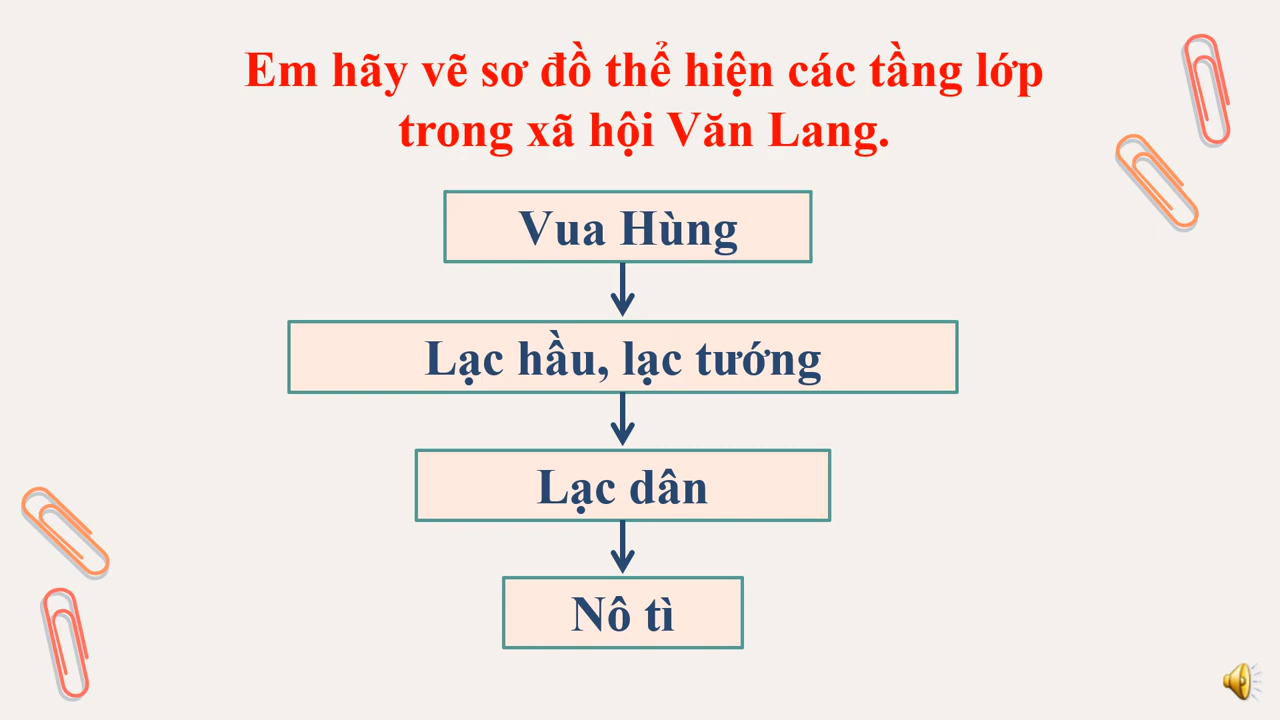 Em hãy vẽ sơ đồ thể hiện các tầng lớp
trong xã hội Văn Lang.
Vua Hùng
Lạc hầu, lạc tướng
Lạc dân
Nô tì